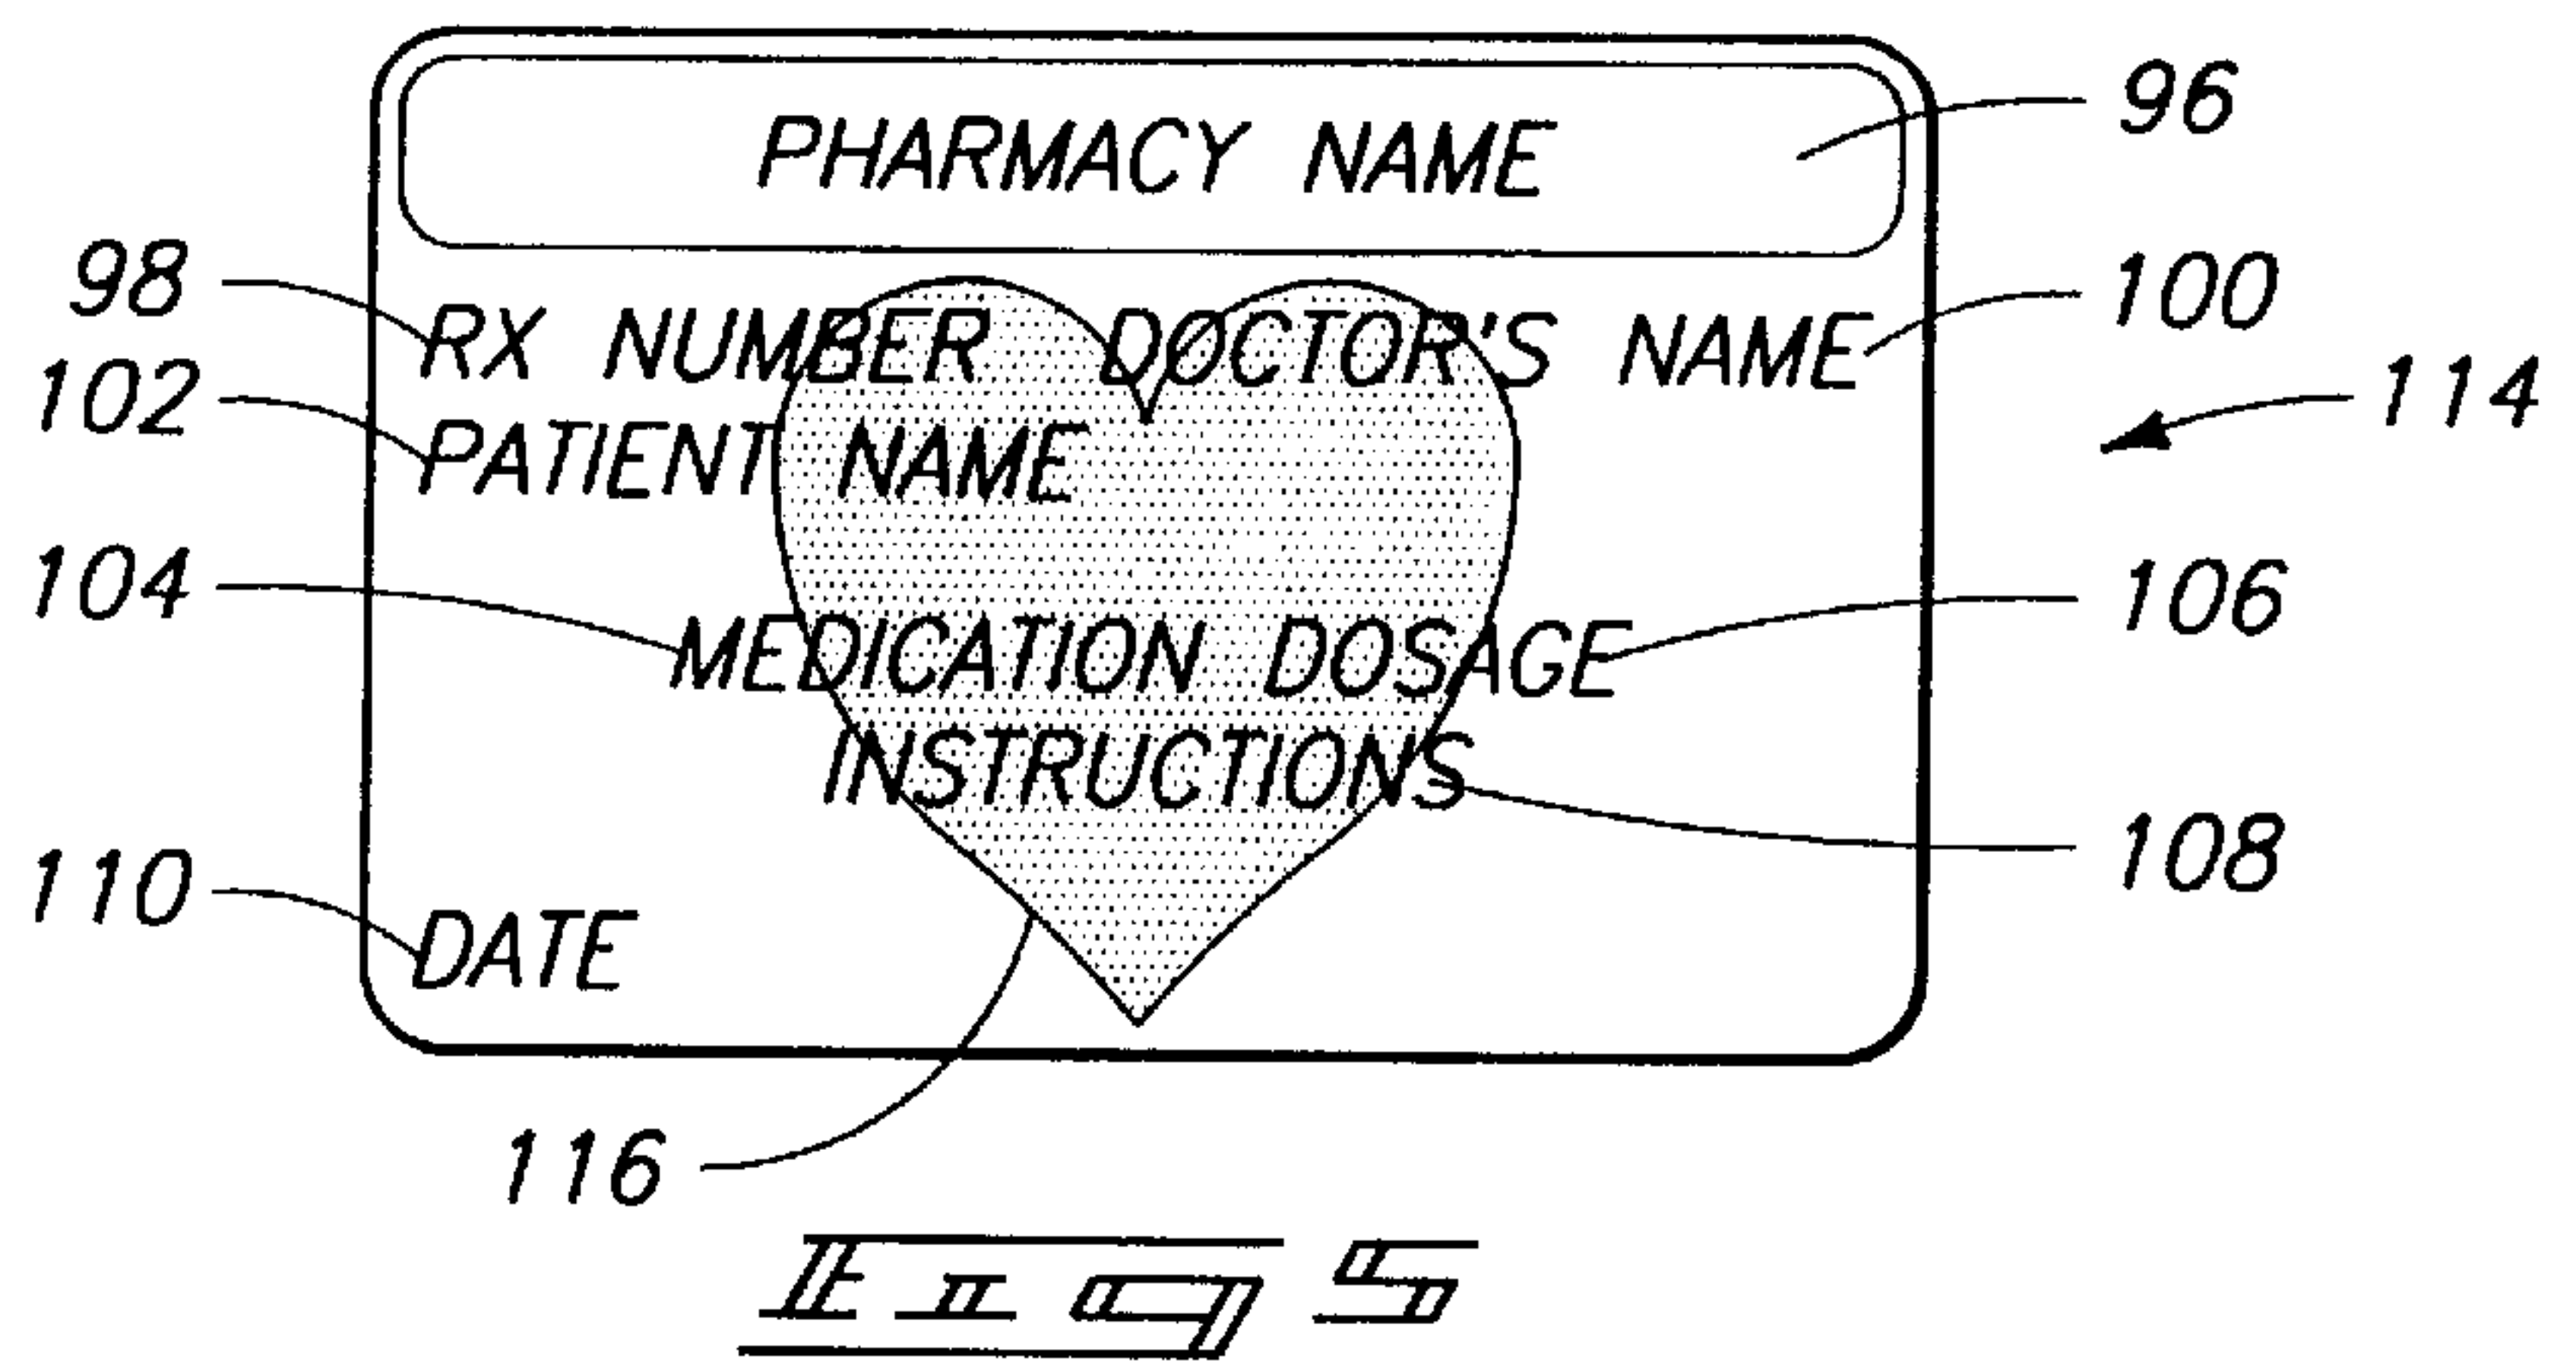 PHARMACY NAME 96
98 RX NUMBER DOCTOR'S NAME 100
102 PATIENT NAME 114
104 MEDICATION DOSAGE 106
INSTRUCTIONS 108
110 DATE
116
Fig 5